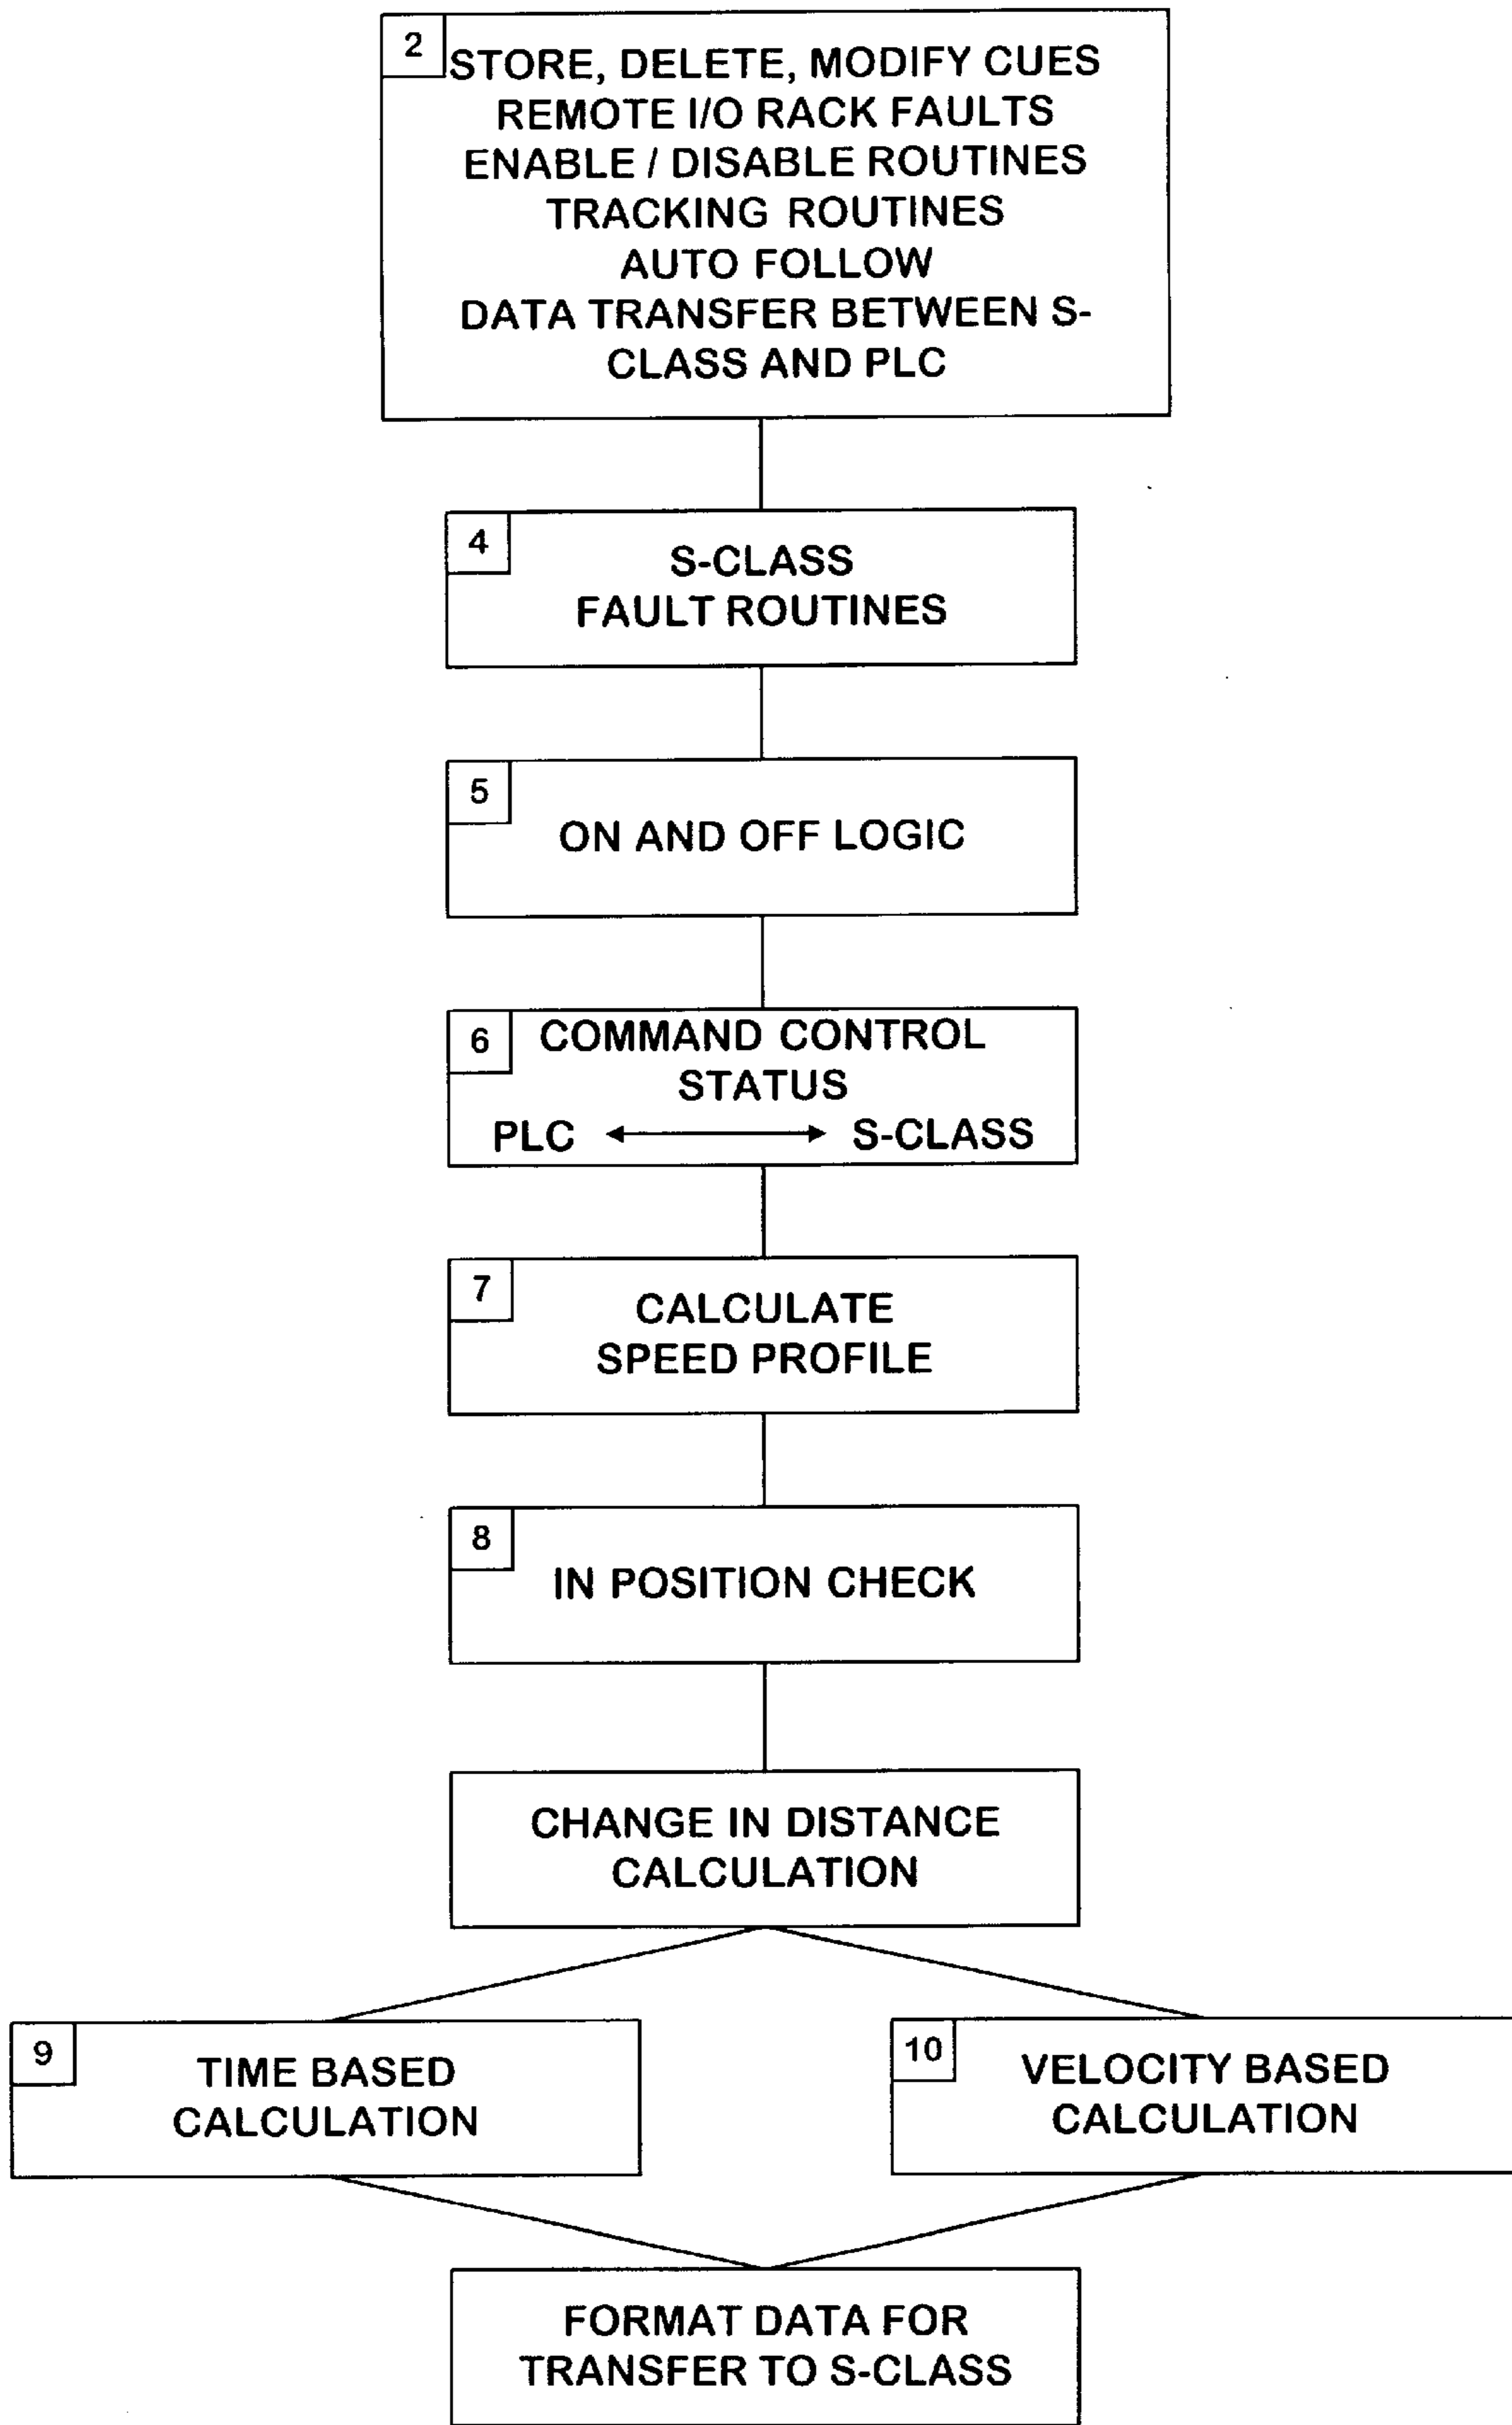 2
STORE, DELETE, MODIFY CUES
REMOTE I/O RACK FAULTS
ENABLE / DISABLE ROUTINES
TRACKING ROUTINES
AUTO FOLLOW
DATA TRANSFER BETWEEN S-
CLASS AND PLC
4
S-CLASS
FAULT ROUTINES
5
ON AND OFF LOGIC
6
COMMAND CONTROL
STATUS
PLC S-CLASS
7
CALCULATE
SPEED PROFILE
8
IN POSITION CHECK
CHANGE IN DISTANCE
CALCULATION
9
TIME BASED
CALCULATION
10
VELOCITY BASED
CALCULATION
FORMAT DATA FOR
TRANSFER TO S-CLASS